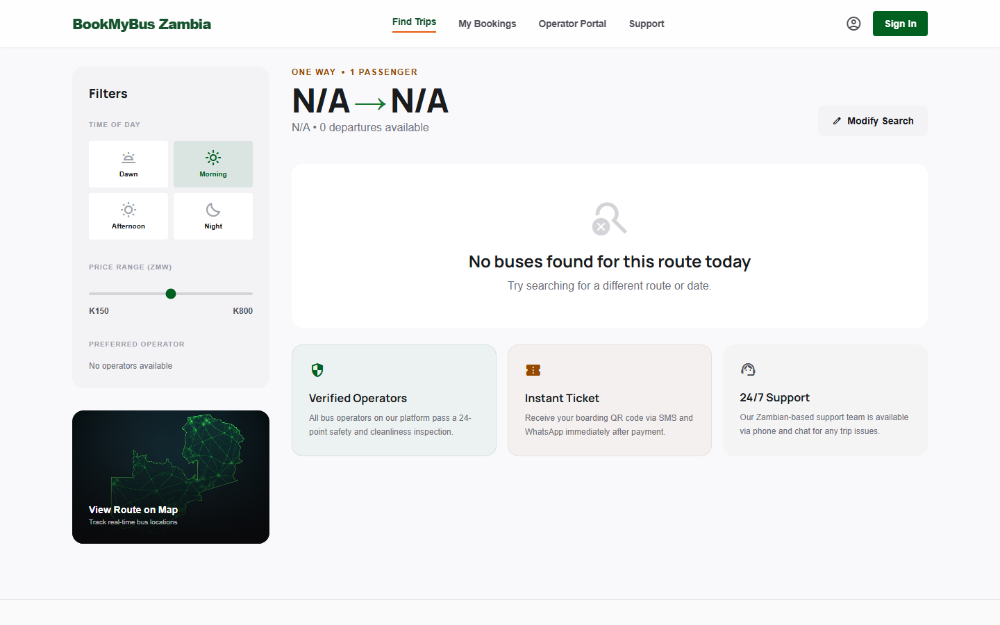 BookMyBus Zambia
Find Trips
My Bookings
Operator Portal
Support
Sign In
Filters
TIME OF DAY
Dawn
Morning
Afternoon
Night
PRICE RANGE (ZMW)
K150
K800
PREFERRED OPERATOR
No operators available
View Route on Map
Track real-time bus locations
ONE WAY • 1 PASSENGER
N/A → N/A
N/A • 0 departures available
Modify Search
No buses found for this route today
Try searching for a different route or date.
Verified Operators
All bus operators on our platform pass a 24-
point safety and cleanliness inspection.
Instant Ticket
Receive your boarding QR code via SMS and
WhatsApp immediately after payment.
24/7 Support
Our Zambian-based support team is available
via phone and chat for any trip issues.